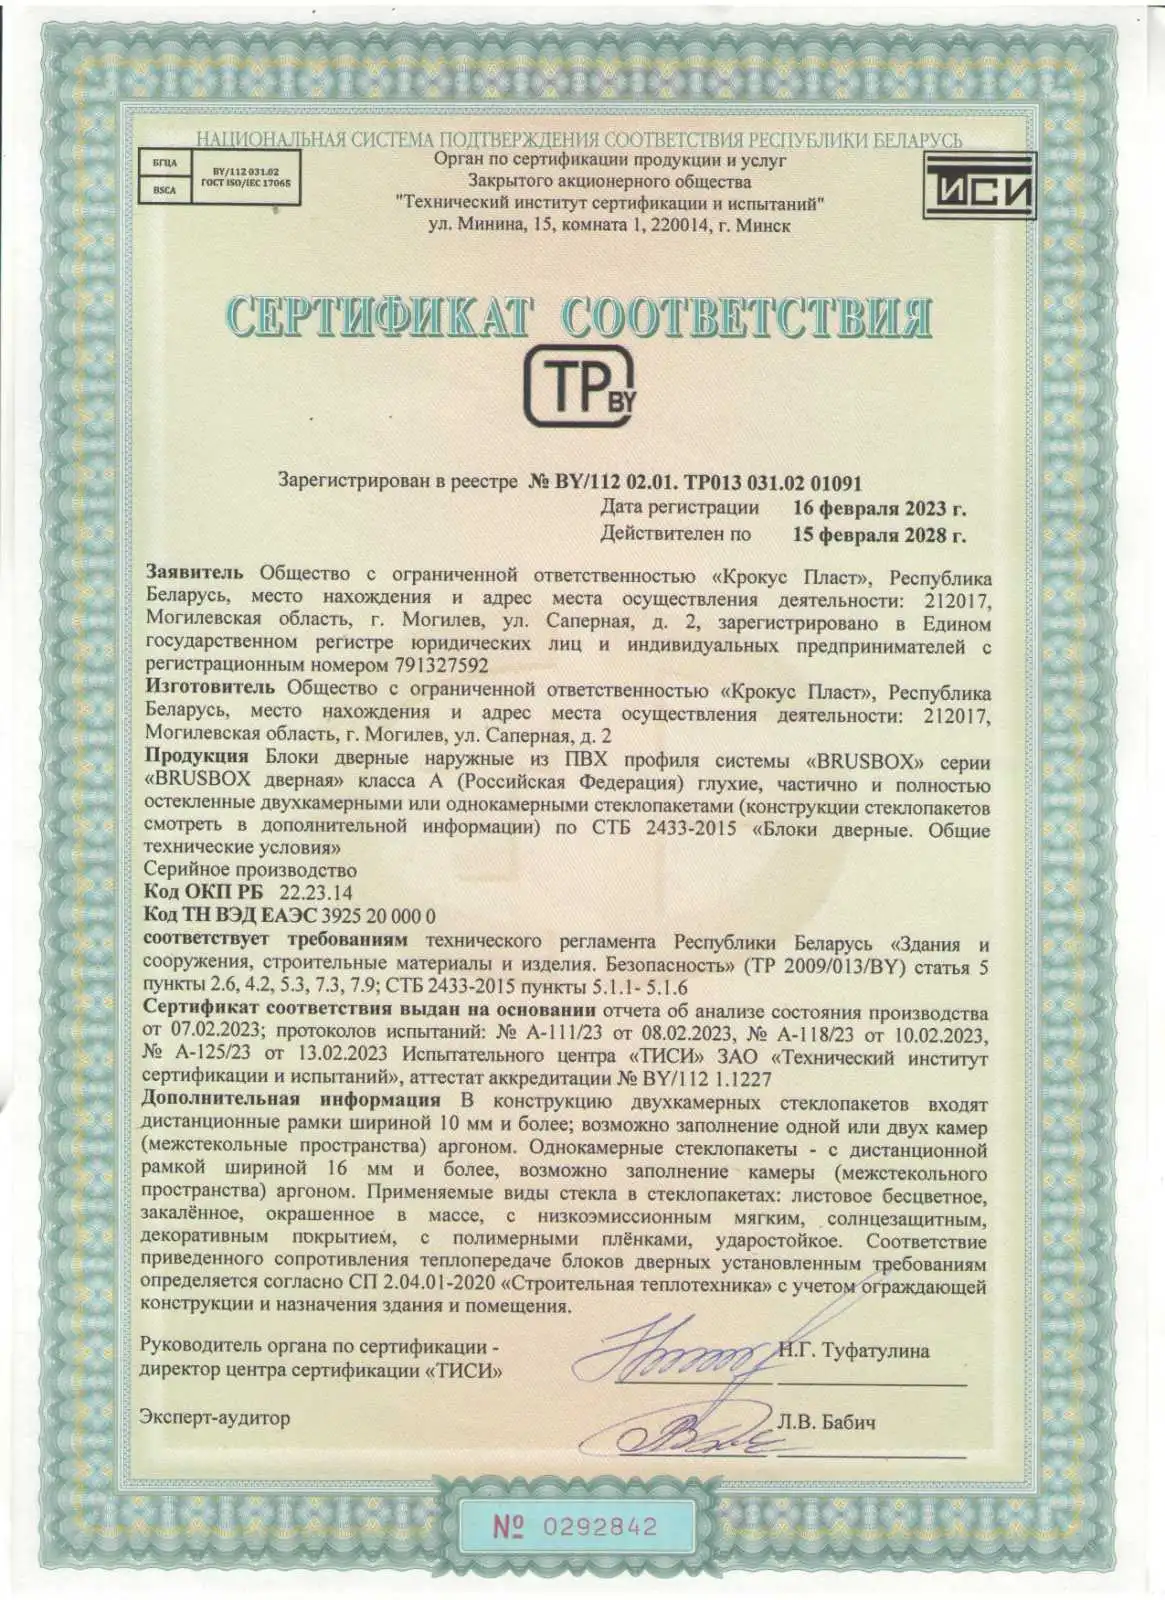 НАЦИОНАЛЬНАЯ СИСТЕМА ПОДТВЕРЖДЕНИЯ СООТВЕТСТВИЯ РЕСПУБЛИКИ БЕЛАРУСЬ
БГЦА
BSCA
BY/112 031.02
ГОСТ ISO/IEC 17065
Орган по сертификации продукции и услуг
Закрытого акционерного общества
"Технический институт сертификации и испытаний"
ул. Минина, 15, комната 1, 220014, г. Минск
ТИСИ
СЕРТИФИКАТ СООТВЕТСТВИЯ
ТР BY
Зарегистрирован в реестре № BY/112 02.01. ТР013 031.02 01091
Дата регистрации 16 февраля 2023 г.
Действителен по 15 февраля 2028 г.
Заявитель Общество с ограниченной ответственностью «Крокус Пласт», Республика
Беларусь, место нахождения и адрес места осуществления деятельности: 212017,
Могилевская область, г. Могилев, ул. Саперная, д. 2, зарегистрировано в Едином
государственном регистре юридических лиц и индивидуальных предпринимателей с
регистрационным номером 791327592
Изготовитель Общество с ограниченной ответственностью «Крокус Пласт», Республика
Беларусь, место нахождения и адрес места осуществления деятельности: 212017,
Могилевская область, г. Могилев, ул. Саперная, д. 2
Продукция Блоки дверные наружные из ПВХ профиля системы «BRUSBOX» серии
«BRUSBOX дверная» класса А (Российская Федерация) глухие, частично и полностью
остекленные двухкамерными или однокамерными стеклопакетами (конструкции стеклопакетов
смотреть в дополнительной информации) по СТБ 2433-2015 «Блоки дверные. Общие
технические условия»
Серийное производство
Код ОКП РБ 22.23.14
Код ТН ВЭД ЕАЭС 3925 20 000 0
соответствует требованиям технического регламента Республики Беларусь «Здания и
сооружения, строительные материалы и изделия. Безопасность» (ТР 2009/013/BY) статья 5
пункты 2.6, 4.2, 5.3, 7.3, 7.9; СТБ 2433-2015 пункты 5.1.1- 5.1.6
Сертификат соответствия выдан на основании отчета об анализе состояния производства
от 07.02.2023; протоколов испытаний: № А-111/23 от 08.02.2023, № А-118/23 от 10.02.2023,
№ А-125/23 от 13.02.2023 Испытательного центра «ТИСИ» ЗАО «Технический институт
сертификации и испытаний», аттестат аккредитации № BY/112 1.1227
Дополнительная информация В конструкцию двухкамерных стеклопакетов входят
дистанционные рамки шириной 10 мм и более; возможно заполнение одной или двух камер
(межстекольные пространства) аргоном. Однокамерные стеклопакеты - с дистанционной
рамкой шириной 16 мм и более, возможно заполнение камеры (межстекольного
пространства) аргоном. Применяемые виды стекла в стеклопакетах: листовое бесцветное,
закалённое, окрашенное в массе, с низкоэмиссионным мягким, солнцезащитным,
декоративным покрытием, с полимерными плёнками, ударостойкое. Соответствие
приведенного сопротивления теплопередаче блоков дверных установленным требованиям
определяется согласно СП 2.04.01-2020 «Строительная теплотехника» с учетом ограждающей
конструкции и назначения здания и помещения.
Руководитель органа по сертификации -
директор центра сертификации «ТИСИ»
Н.Г. Туфатулина
Эксперт-аудитор
Л.В. Бабич
№ 0292842